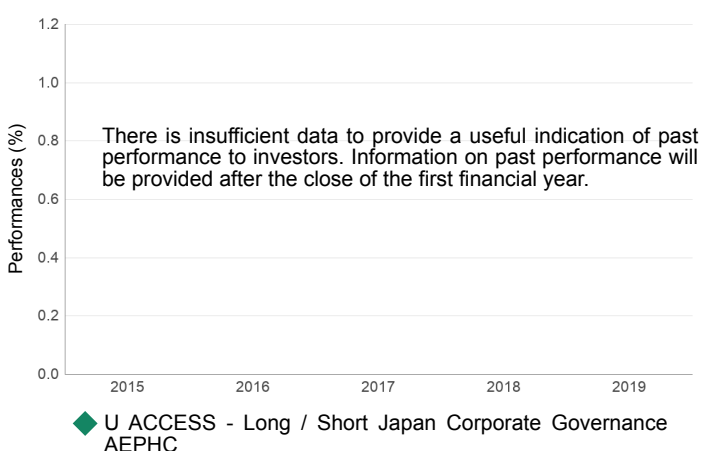 1.2
1.0
0.8
0.6
0.4
0.2
0.0
Performances (%)
There is insufficient data to provide a useful indication of past
performance to investors. Information on past performance will
be provided after the close of the first financial year.
2015 2016 2017 2018 2019
U ACCESS - Long / Short Japan Corporate Governance
AEPHC